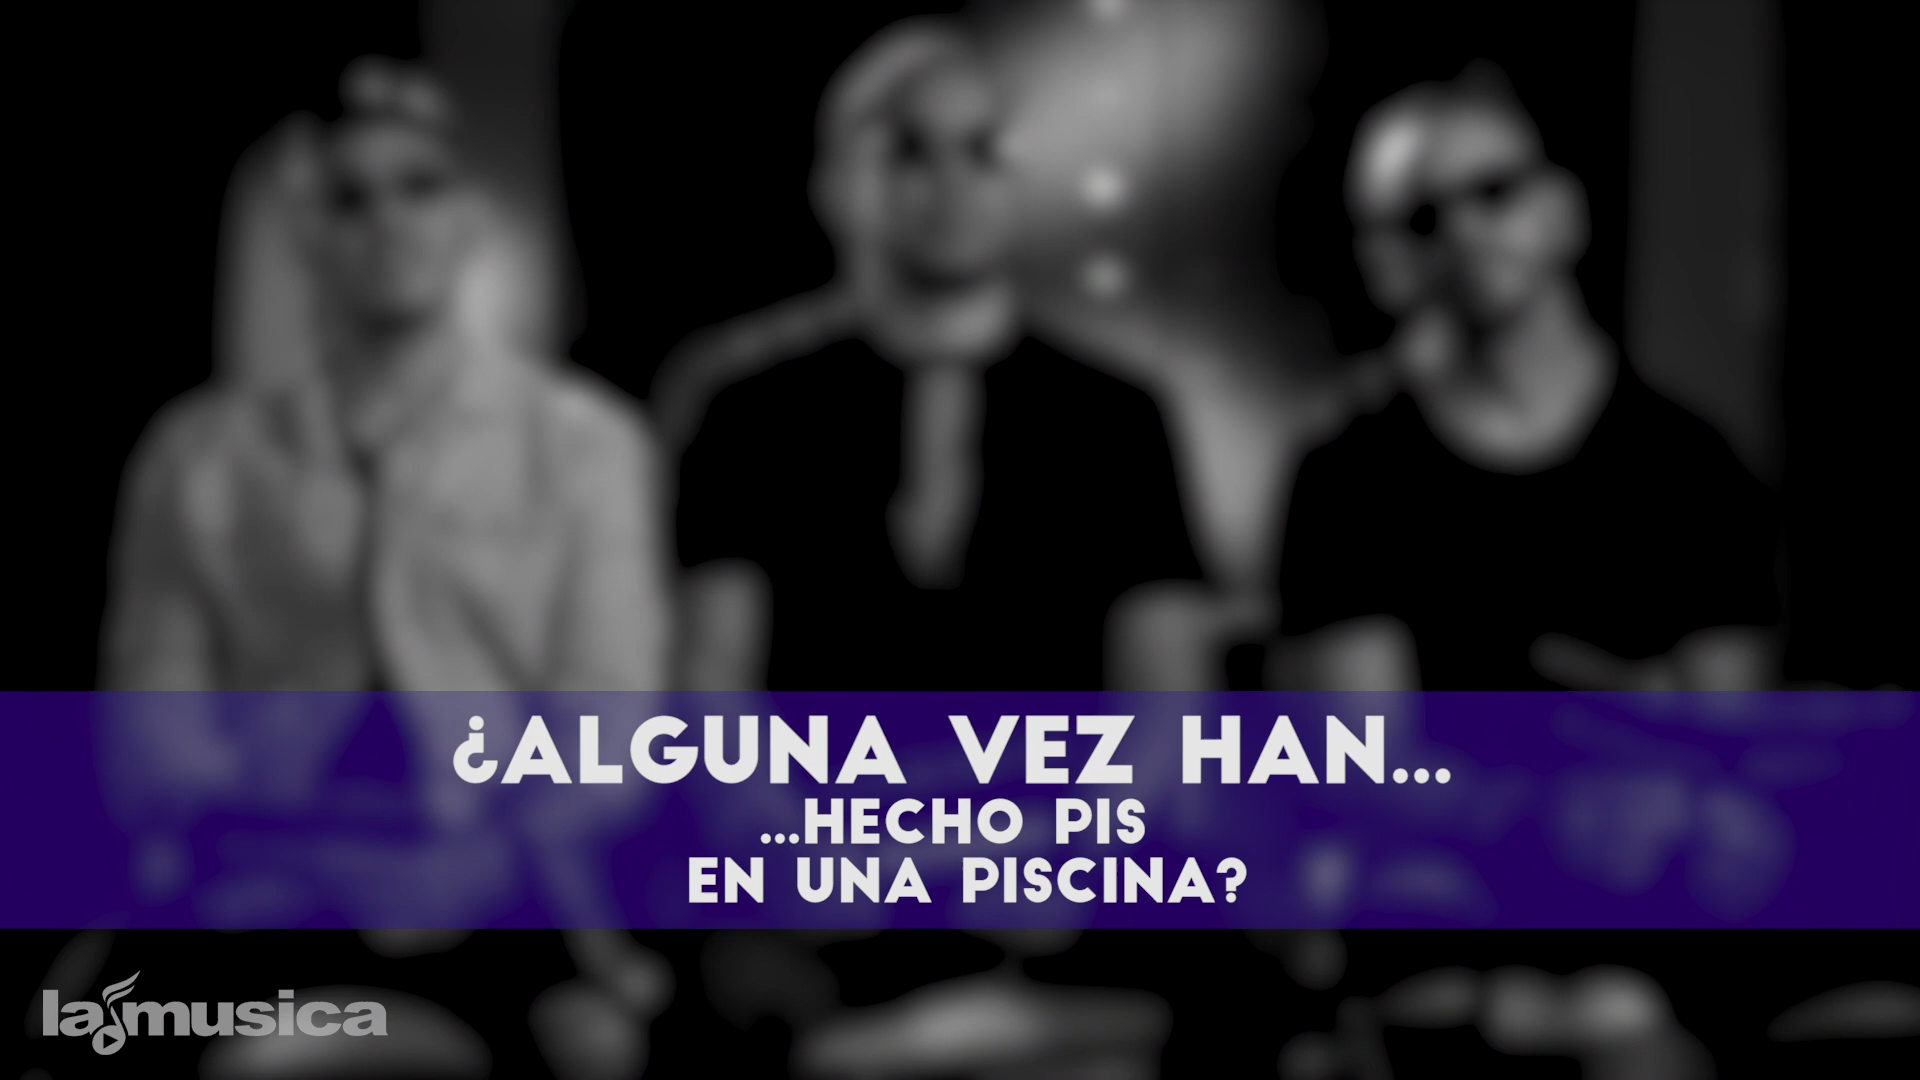 ¿ALGUNA VEZ HAN...
...HECHO PIS
EN UNA PISCINA?
lamusica